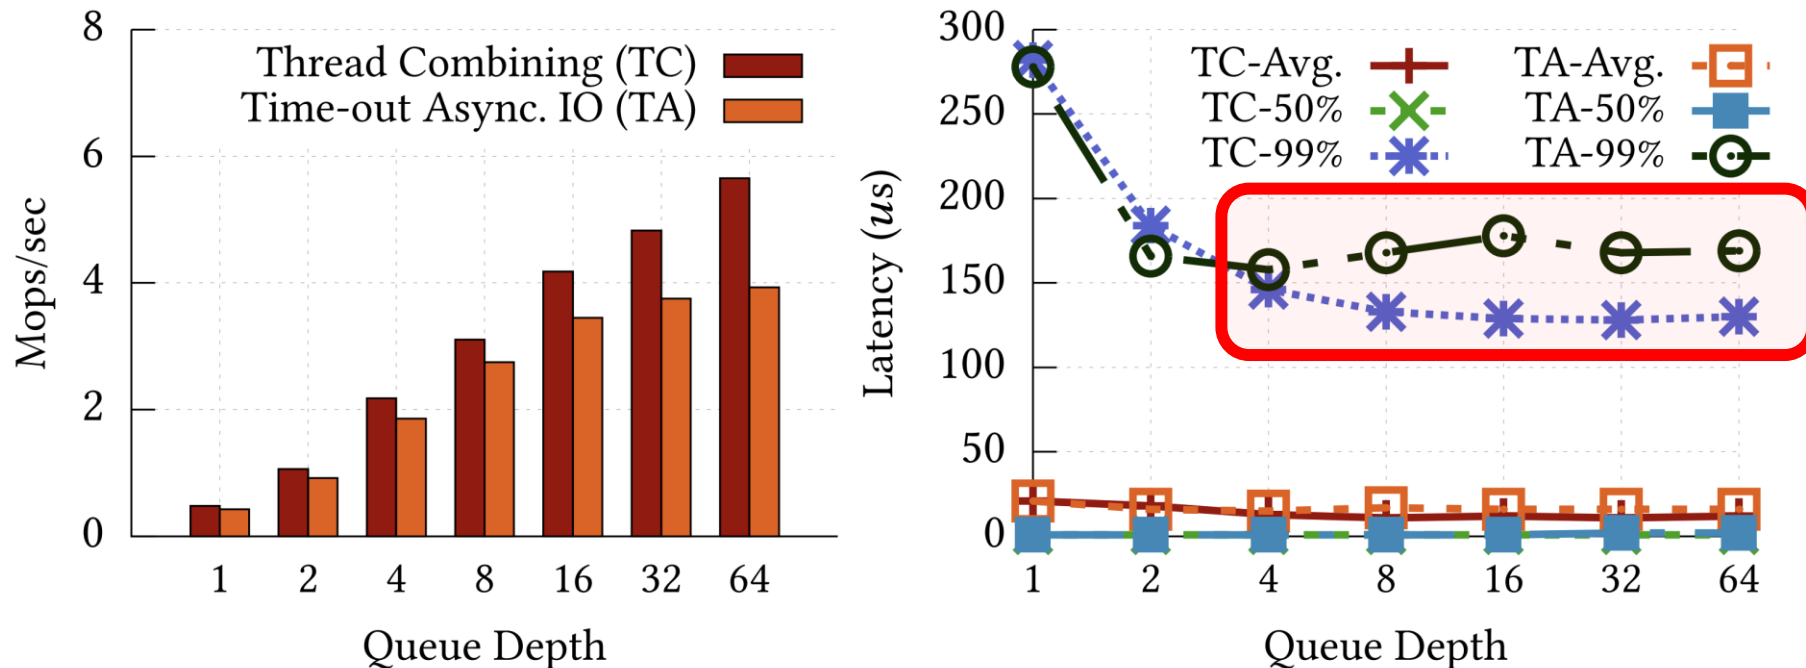 8
6
4
2
0
Mops/sec
Thread Combining (TC)
Time-out Async. IO (TA)
1 2 4 8 16 32 64
Queue Depth
300
250
200
150
100
50
0
Latency (us)
TC-Avg. TA-Avg.
TC-50% TA-50%
TC-99% TA-99%
1 2 4 8 16 32 64
Queue Depth